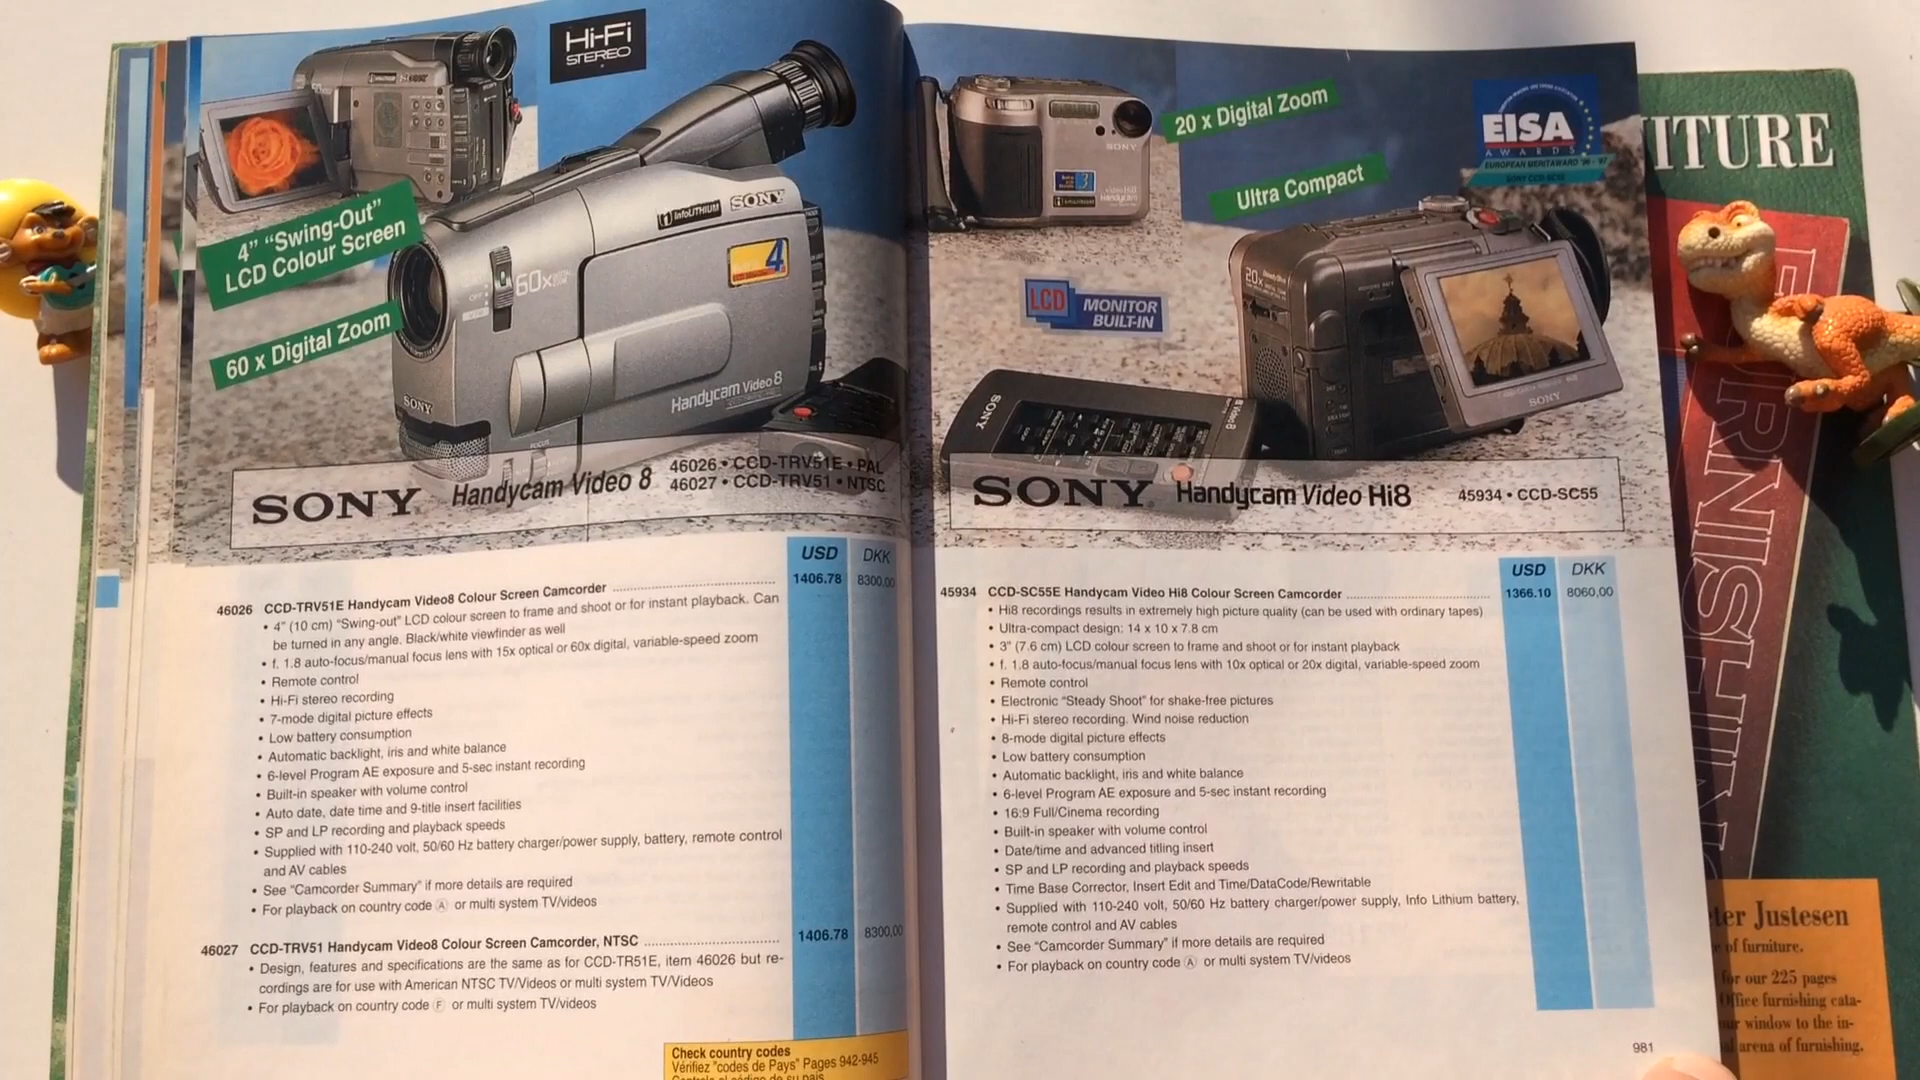 Hi-Fi
STEREO
4” “Swing-Out”
LCD Colour Screen
60 x Digital Zoom
InfoLITHIUM
SONY
60x
4
SONY
Handycam Video 8
SONY
Handycam Video 8
46026 • CCD-TRV51E • PAL
46027 • CCD-TRV51 • NTSC
USD
DKK
46026 CCD-TRV51E Handycam Video8 Colour Screen Camcorder
1406.78
8300,00
• 4” (10 cm) “Swing-out” LCD colour screen to frame and shoot or for instant playback. Can
be turned in any angle. Black/white viewfinder as well
• f. 1.8 auto-focus/manual focus lens with 15x optical or 60x digital, variable-speed zoom
• Remote control
• Hi-Fi stereo recording
• 7-mode digital picture effects
• Low battery consumption
• Automatic backlight, iris and white balance
• 6-level Program AE exposure and 5-sec instant recording
• Built-in speaker with volume control
• Auto date, date time and 9-title insert facilities
• SP and LP recording and playback speeds
• Supplied with 110-240 volt, 50/60 Hz battery charger/power supply, battery, remote control
and AV cables
• See “Camcorder Summary” if more details are required
• For playback on country code A or multi system TV/videos
46027 CCD-TRV51 Handycam Video8 Colour Screen Camcorder, NTSC
1406.78
8300,00
• Design, features and specifications are the same as for CCD-TR51E, item 46026 but re-
cordings are for use with American NTSC TV/Videos or multi system TV/Videos
• For playback on country code F or multi system TV/videos
Check country codes
Vérifiez "codes de Pays" Pages 942-945
20 x Digital Zoom
Ultra Compact
EISA
AWARDS
EUROPEAN
SONY CCD-SC55
SONY
3
Handycam
LCD
MONITOR
BUILT-IN
20x
SONY
SONY
SONY
Handycam Video Hi8
45934 • CCD-SC55
USD
DKK
45934 CCD-SC55E Handycam Video Hi8 Colour Screen Camcorder
1366.10
8060,00
• Hi8 recordings results in extremely high picture quality (can be used with ordinary tapes)
• Ultra-compact design: 14 x 10 x 7.8 cm
• 3” (7.6 cm) LCD colour screen to frame and shoot or for instant playback
• f. 1.8 auto-focus/manual focus lens with 10x optical or 20x digital, variable-speed zoom
• Remote control
• Electronic “Steady Shoot” for shake-free pictures
• Hi-Fi stereo recording. Wind noise reduction
• 8-mode digital picture effects
• Low battery consumption
• Automatic backlight, iris and white balance
• 6-level Program AE exposure and 5-sec instant recording
• 16:9 Full/Cinema recording
• Built-in speaker with volume control
• Date/time and advanced titling insert
• SP and LP recording and playback speeds
• Time Base Corrector, Insert Edit and Time/DataCode/Rewritable
• Supplied with 110-240 volt, 50/60 Hz battery charger/power supply, Info Lithium battery,
remote control and AV cables
• See “Camcorder Summary” if more details are required
• For playback on country code A or multi system TV/videos
981
ITURE
Justesen
of furniture.
for our 225 pages
furnishing cata-
window to the in-
arena of furnishing.